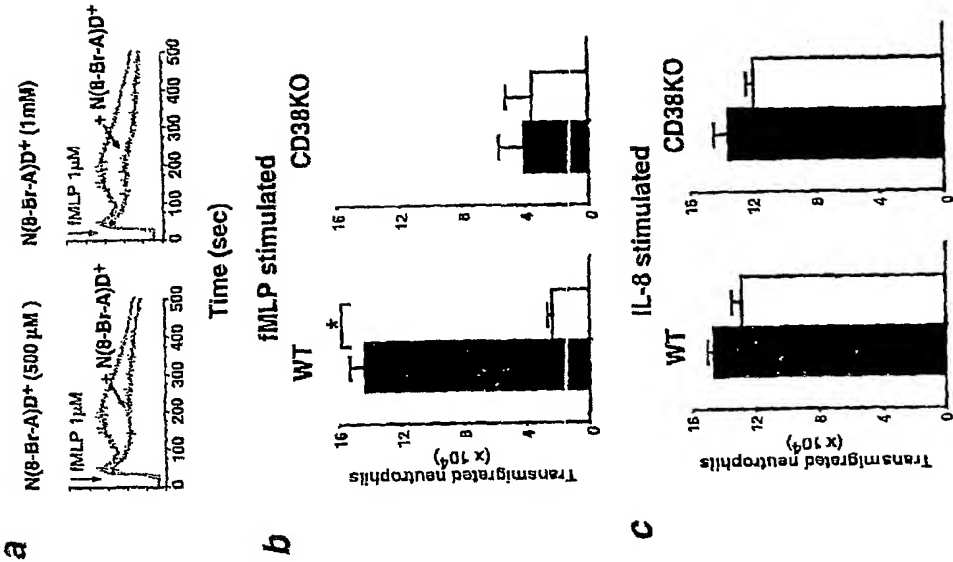 a
N(8-Br-A)D⁺ (500 µM)
fMLP 1µM
+ N(8-Br-A)D⁺
0 100 200 300 400 500
N(8-Br-A)D⁺ (1mM)
fMLP 1µM
+ N(8-Br-A)D⁺
0 100 200 300 400 500
Time (sec)
b
fMLP stimulated
WT
CD38KO
Transmigrated neutrophils
(x 10⁴)
16
12
8
4
0
*
16
12
8
4
0
c
IL-8 stimulated
WT
CD38KO
Transmigrated neutrophils
(x 10⁴)
16
12
8
4
0
16
12
8
4
0